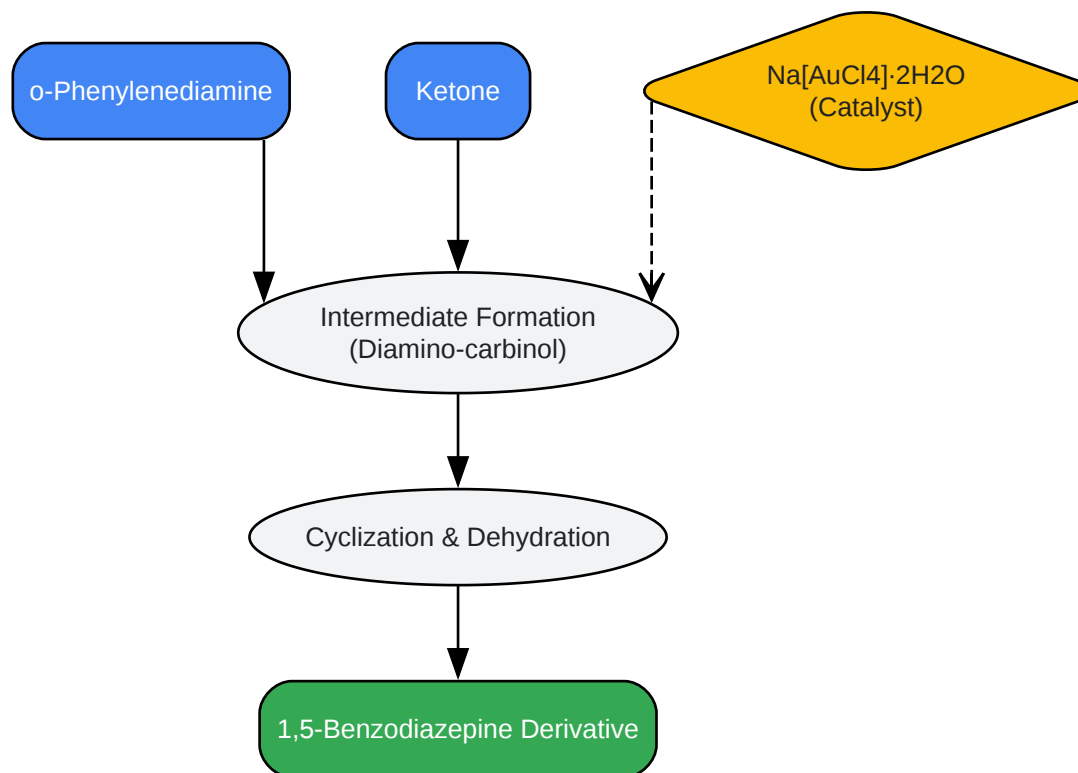 o-Phenylenediamine
Ketone
Na[AuCl4]·2H2O
(Catalyst)
Intermediate Formation
(Diamino-carbinol)
Cyclization & Dehydration
1,5-Benzodiazepine Derivative